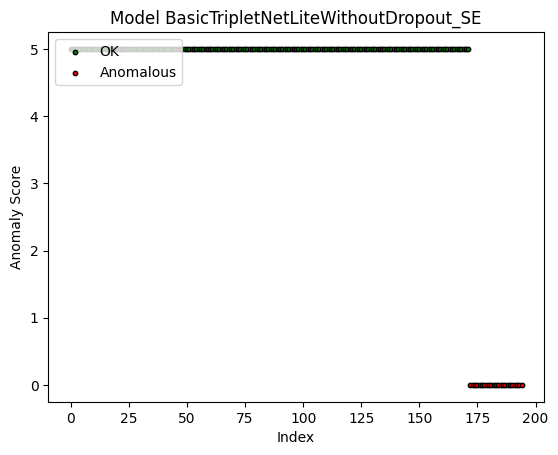 Model BasicTripletNetLiteWithoutDropout_SE
OK
Anomalous
Anomaly Score
5
4
3
2
1
0
0 25 50 75 100 125 150 175 200
Index